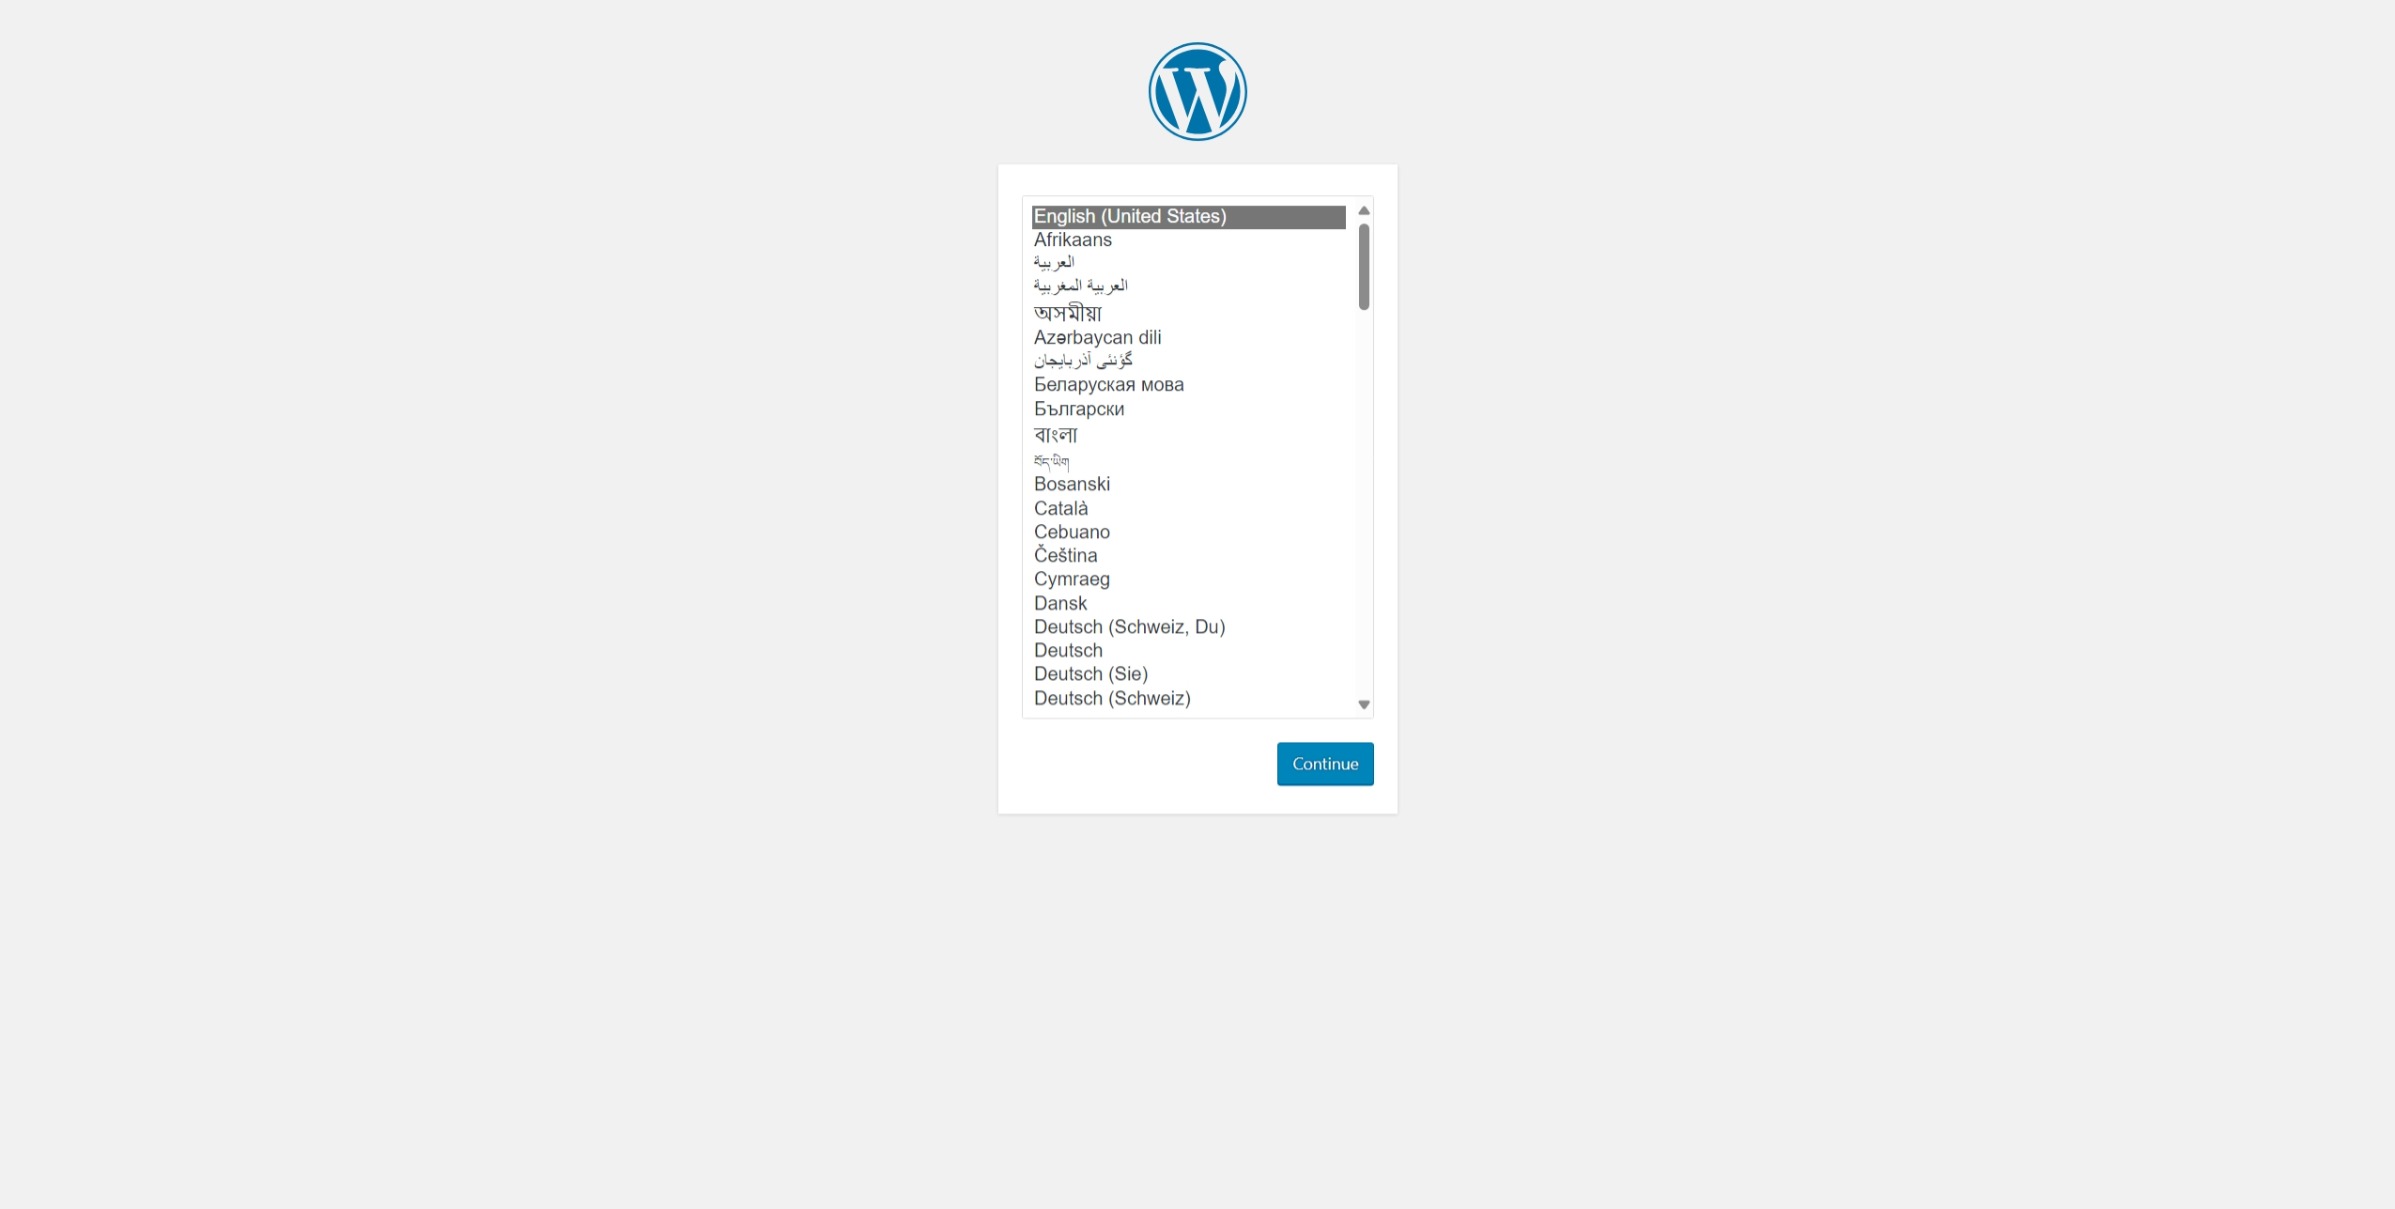 English (United States)
Afrikaans
العربية
العربية المغربية
অসমীয়া
Azərbaycan dili
گؤنئی آذربایجان
Беларуская мова
Български
বাংলা
བོད་ཡིག
Bosanski
Català
Cebuano
Čeština
Cymraeg
Dansk
Deutsch (Schweiz, Du)
Deutsch
Deutsch (Sie)
Deutsch (Schweiz)
Continue